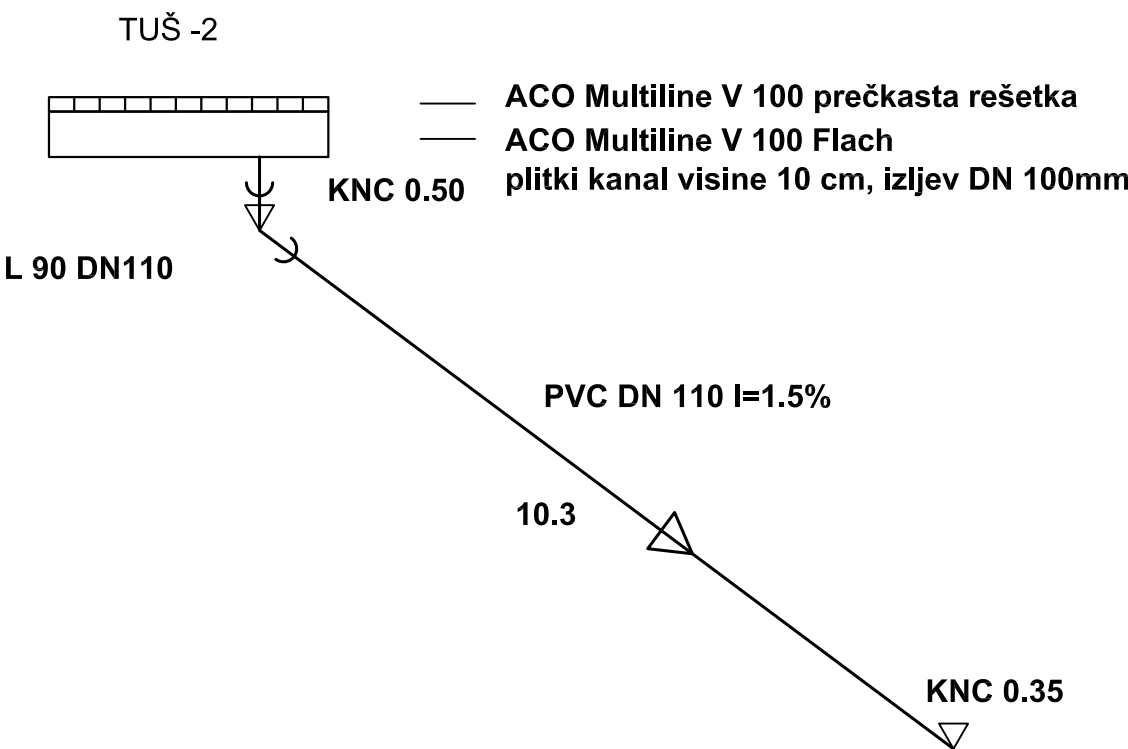 TUŠ -2
ACO Multiline V 100 prečkasta rešetka
ACO Multiline V 100 Flach
plitki kanal visine 10 cm, izljev DN 100mm
KNC 0.50
L 90 DN110
PVC DN 110 I=1.5%
10.3
KNC 0.35